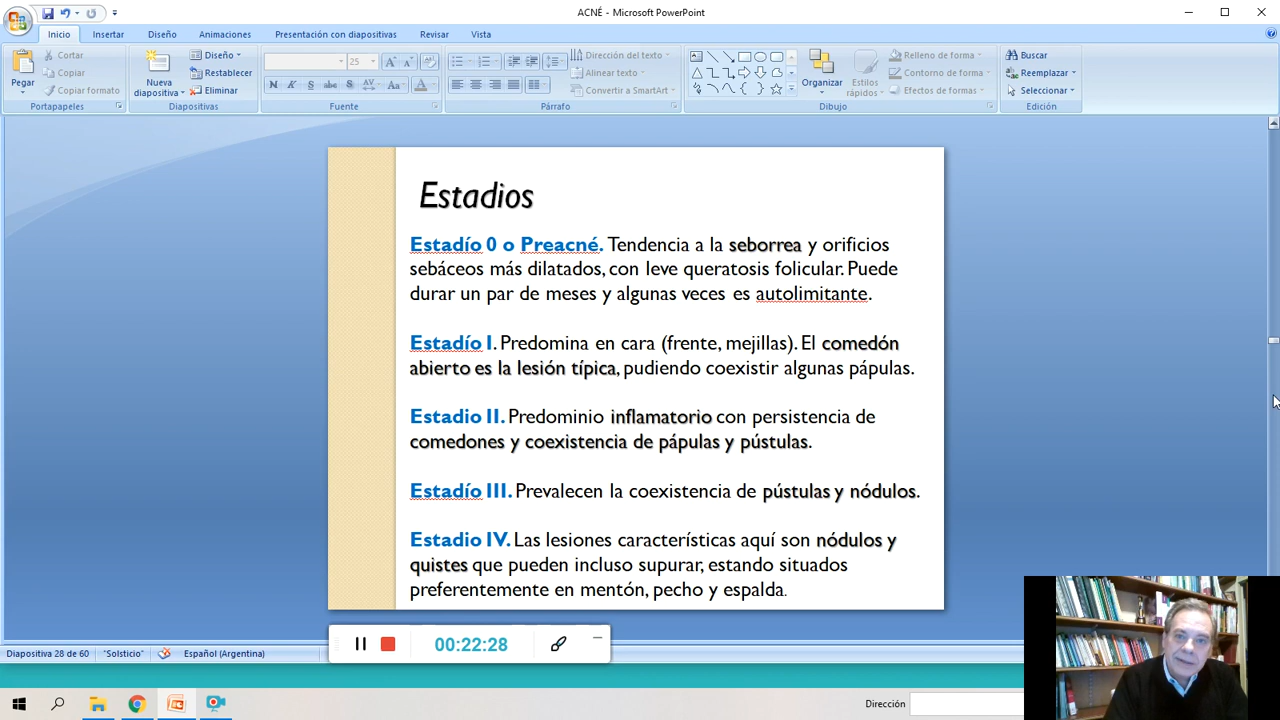 ACNÉ - Microsoft PowerPoint
Inicio
Insertar
Diseño
Animaciones
Presentación con diapositivas
Revisar
Vista
Pegar
Cortar
Copiar
Copiar formato
Portapapeles
Nueva
diapositiva
Diseño
Restablecer
Eliminar
Diapositivas
25
N K S abc S AV Aa A
Fuente
Dirección del texto
Alinear texto
Convertir a SmartArt
Párrafo
Organizar
Estilos
rápidos
Relleno de forma
Contorno de forma
Efectos de formas
Dibujo
Buscar
Reemplazar
Seleccionar
Edición
Estadios
Estadío 0 o Preacné. Tendencia a la seborrea y orificios
sebáceos más dilatados, con leve queratosis folicular. Puede
durar un par de meses y algunas veces es autolimitante.
Estadío I. Predomina en cara (frente, mejillas). El comedón
abierto es la lesión típica, pudiendo coexistir algunas pápulas.
Estadio II. Predominio inflamatorio con persistencia de
comedones y coexistencia de pápulas y pústulas.
Estadío III. Prevalecen la coexistencia de pústulas y nódulos.
Estadio IV. Las lesiones características aquí son nódulos y
quistes que pueden incluso supurar, estando situados
preferentemente en mentón, pecho y espalda.
00:22:28
Diapositiva 28 de 60
"Solsticio"
Español (Argentina)
Dirección